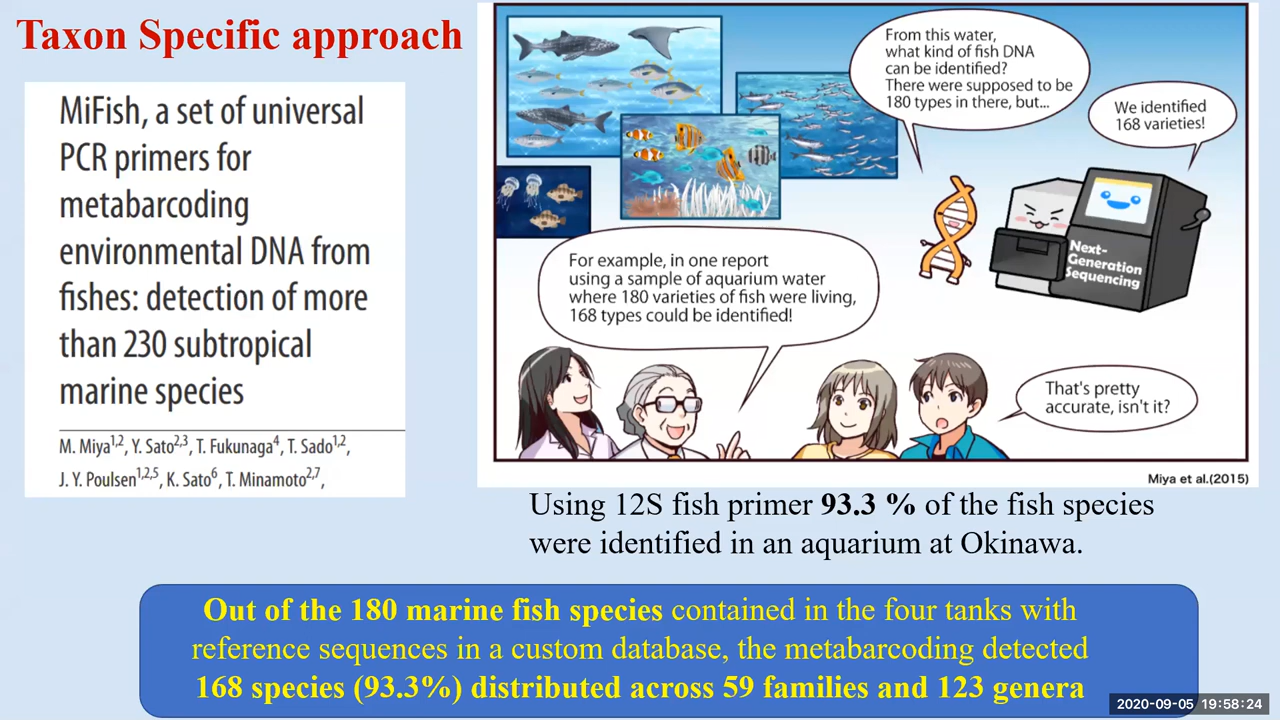 Taxon Specific approach
MiFish, a set of universal
PCR primers for
metabarcoding
environmental DNA from
fishes: detection of more
than 230 subtropical
marine species
M. Miya1,2, Y. Sato2,3, T. Fukunaga4, T. Sado1,2,
J. Y. Poulsen1,2,5, K. Sato6, T. Minamoto2,7,
From this water,
what kind of fish DNA
can be identified?
There were supposed to be
180 types in there, but...
We identified
168 varieties!
Next-
Generation
Sequencing
For example, in one report
using a sample of aquarium water
where 180 varieties of fish were living,
168 types could be identified!
That's pretty
accurate, isn't it?
Miya et al.(2015)
Using 12S fish primer 93.3 % of the fish species
were identified in an aquarium at Okinawa.
Out of the 180 marine fish species contained in the four tanks with
reference sequences in a custom database, the metabarcoding detected
168 species (93.3%) distributed across 59 families and 123 genera
2020-09-05 19:58:24